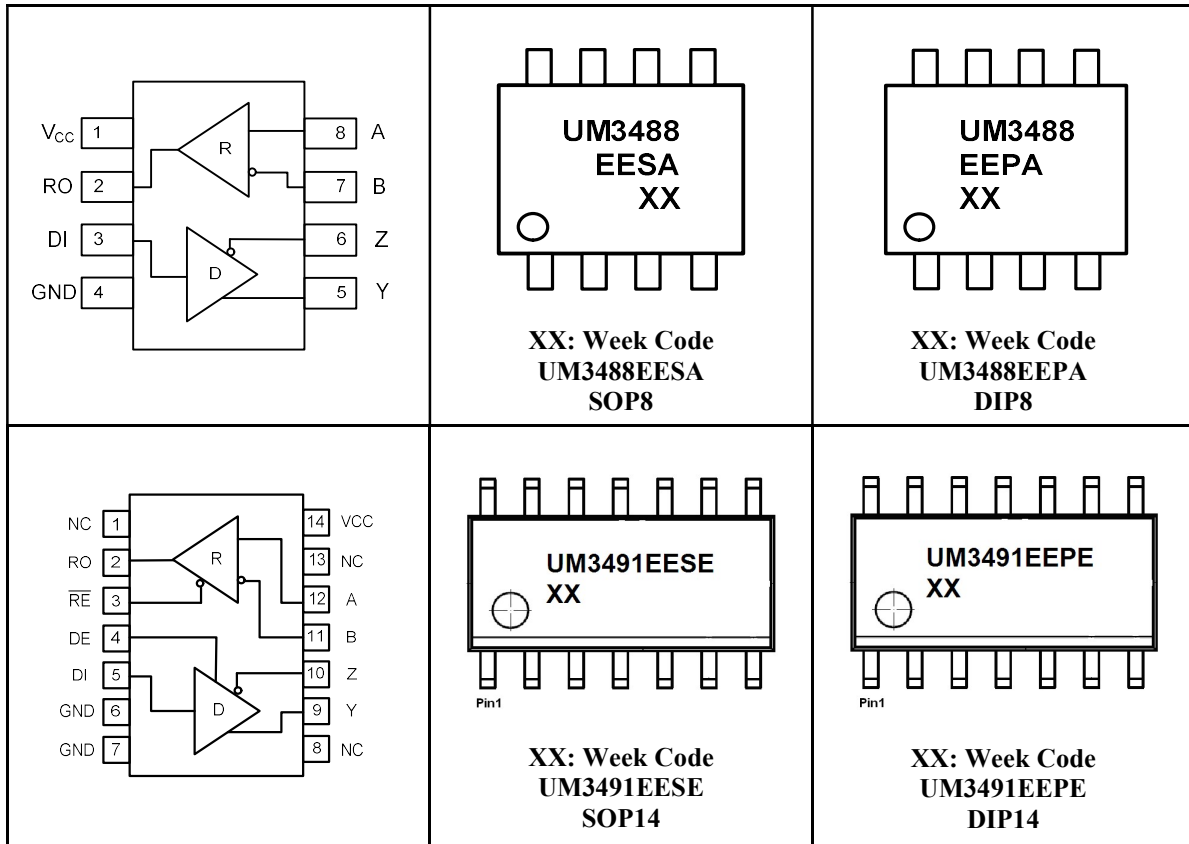 V_CC 1
RO 2
DI 3
GND 4
R
D
8 A
7 B
6 Z
5 Y
UM3488
EESA
XX
XX: Week Code
UM3488EESA
SOP8
UM3488
EEPA
XX
XX: Week Code
UM3488EEPA
DIP8
NC 1
RO 2
R̅E̅ 3
DE 4
DI 5
GND 6
GND 7
R
D
14 VCC
13 NC
12 A
11 B
10 Z
9 Y
8 NC
UM3491EESE
XX
Pin1
XX: Week Code
UM3491EESE
SOP14
UM3491EEPE
XX
Pin1
XX: Week Code
UM3491EEPE
DIP14